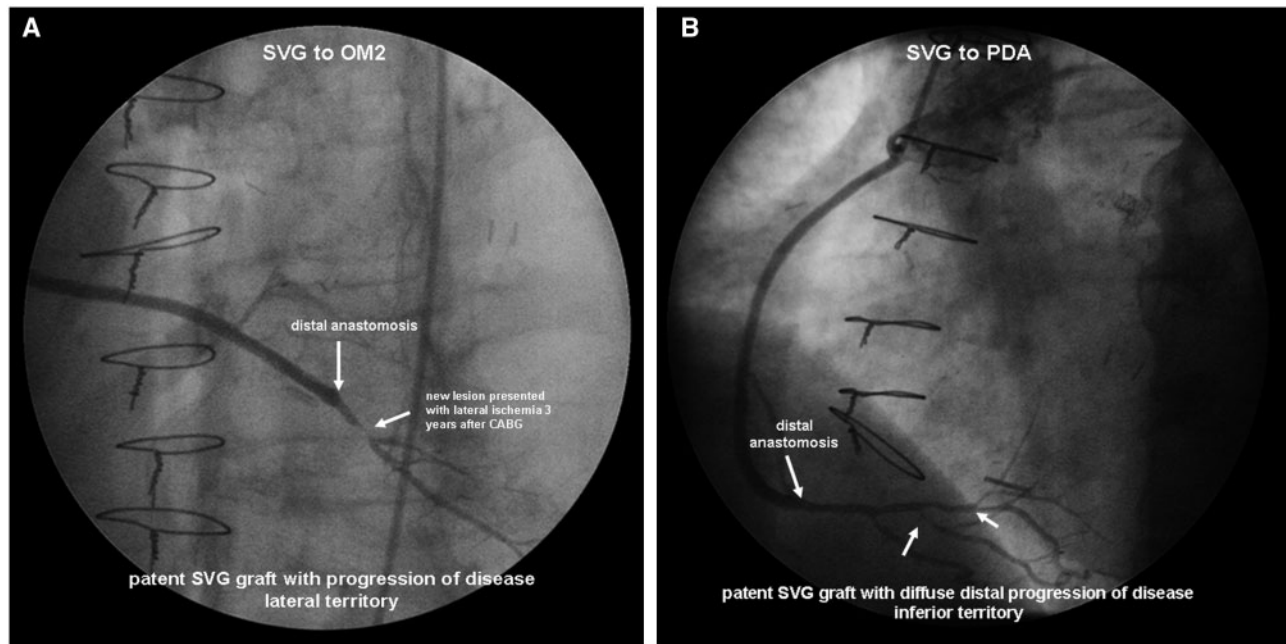 A
SVG to OM2
distal anastomosis
new lesion presented
with lateral ischemia 3
years after CABG
patent SVG graft with progression of disease
lateral territory
B
SVG to PDA
distal
anastomosis
patent SVG graft with diffuse distal progression of disease
inferior territory